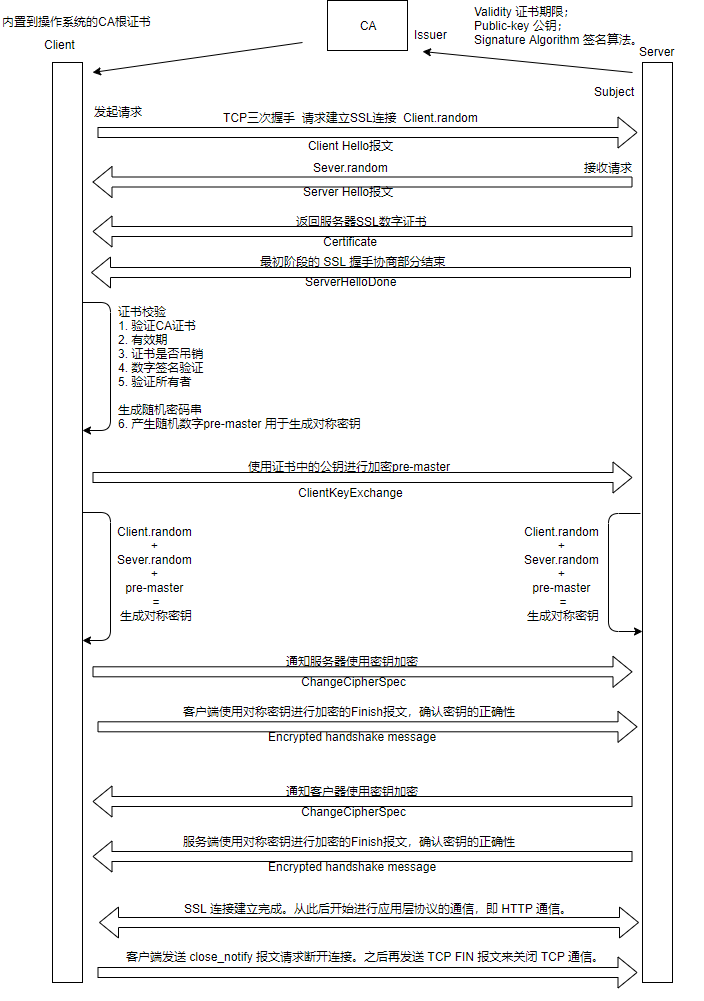 Validity 证书期限；
Public-key 公钥；
Signature Algorithm 签名算法。
CA
Issuer
内置到操作系统的CA根证书
Client
Server
Subject
发起请求
TCP三次握手 请求建立SSL连接 Client.random
Client Hello报文
Sever.random
接收请求
Server Hello报文
返回服务器SSL数字证书
Certificate
最初阶段的 SSL 握手协商部分结束
ServerHelloDone
证书校验
1. 验证CA证书
2. 有效期
3. 证书是否吊销
4. 数字签名验证
5. 验证所有者
生成随机密码串
6. 产生随机数字pre-master 用于生成对称密钥
使用证书中的公钥进行加密pre-master
ClientKeyExchange
Client.random
+
Sever.random
+
pre-master
=
生成对称密钥
Client.random
+
Sever.random
+
pre-master
=
生成对称密钥
通知服务器使用密钥加密
ChangeCipherSpec
客户端使用对称密钥进行加密的Finish报文，确认密钥的正确性
Encrypted handshake message
通知客户器使用密钥加密
ChangeCipherSpec
服务端使用对称密钥进行加密的Finish报文，确认密钥的正确性
Encrypted handshake message
SSL 连接建立完成。从此后开始进行应用层协议的通信，即 HTTP 通信。
客户端发送 close_notify 报文请求断开连接。之后再发送 TCP FIN 报文来关闭 TCP 通信。